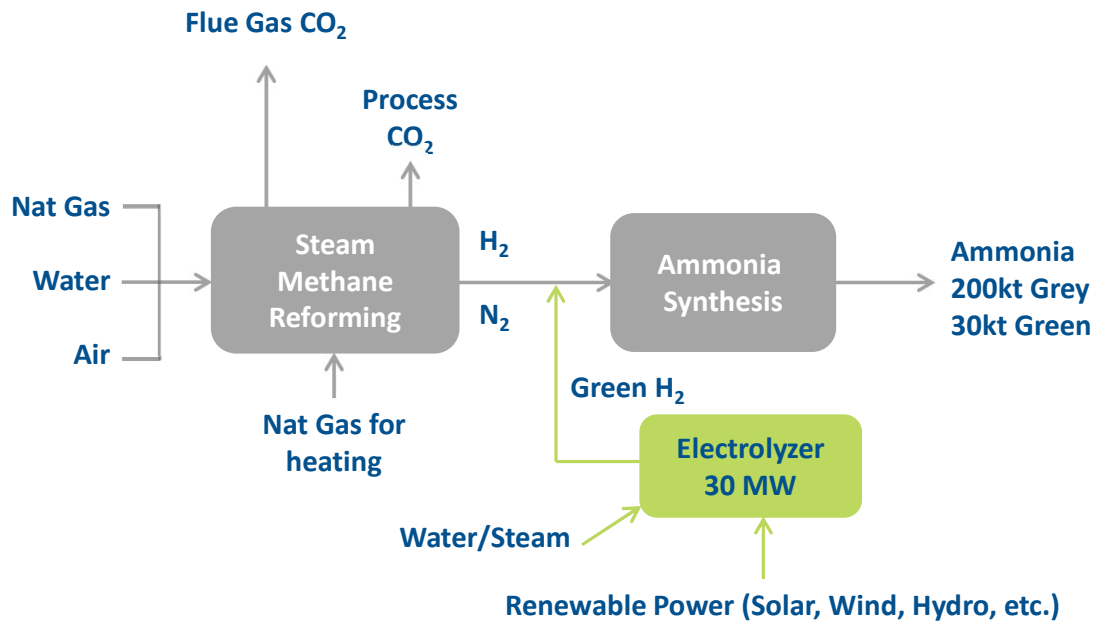 Flue Gas CO₂
Process
CO₂
Nat Gas
Water
Air
Steam
Methane
Reforming
H₂
N₂
Ammonia
Synthesis
Ammonia
200kt Grey
30kt Green
Nat Gas for
heating
Green H₂
Electrolyzer
30 MW
Water/Steam
Renewable Power (Solar, Wind, Hydro, etc.)